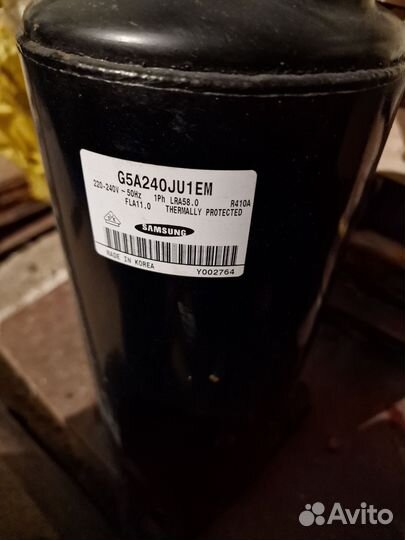 G5A240JU1EM
220-240V~50Hz 1Ph LRA58.0 R410A
FLA11.0 THERMALLY PROTECTED
SAMSUNG
MADE IN KOREA Y002764
Avito